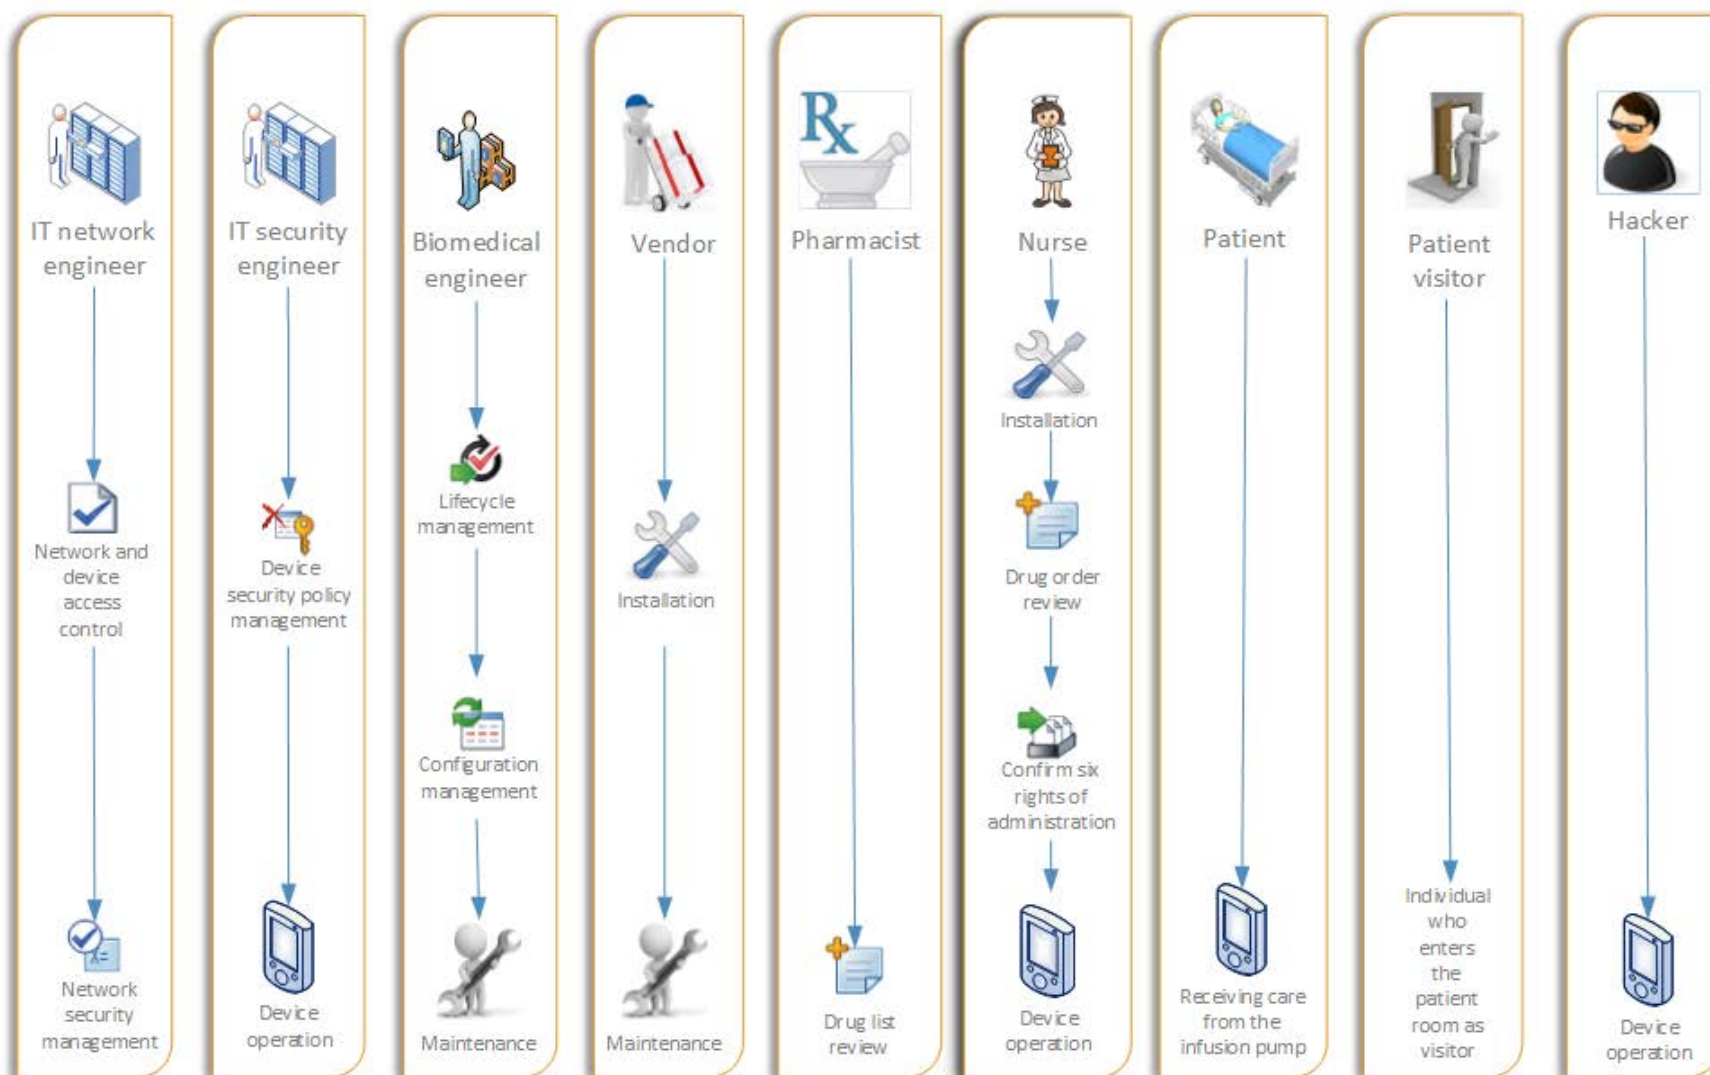 IT network
engineer
Network and
device
access
control
Network
security
management
IT security
engineer
Device
security policy
management
Device
operation
Biomedical
engineer
Lifecycle
management
Configuration
management
Maintenance
Vendor
Installation
Maintenance
Rx
Pharmacist
Drug list
review
Nurse
Installation
Drug order
review
Confirm six
rights of
administration
Device
operation
Patient
Receiving care
from the
infusion pump
Patient
visitor
Individual
who
enters
the
patient
room as
visitor
Hacker
Device
operation